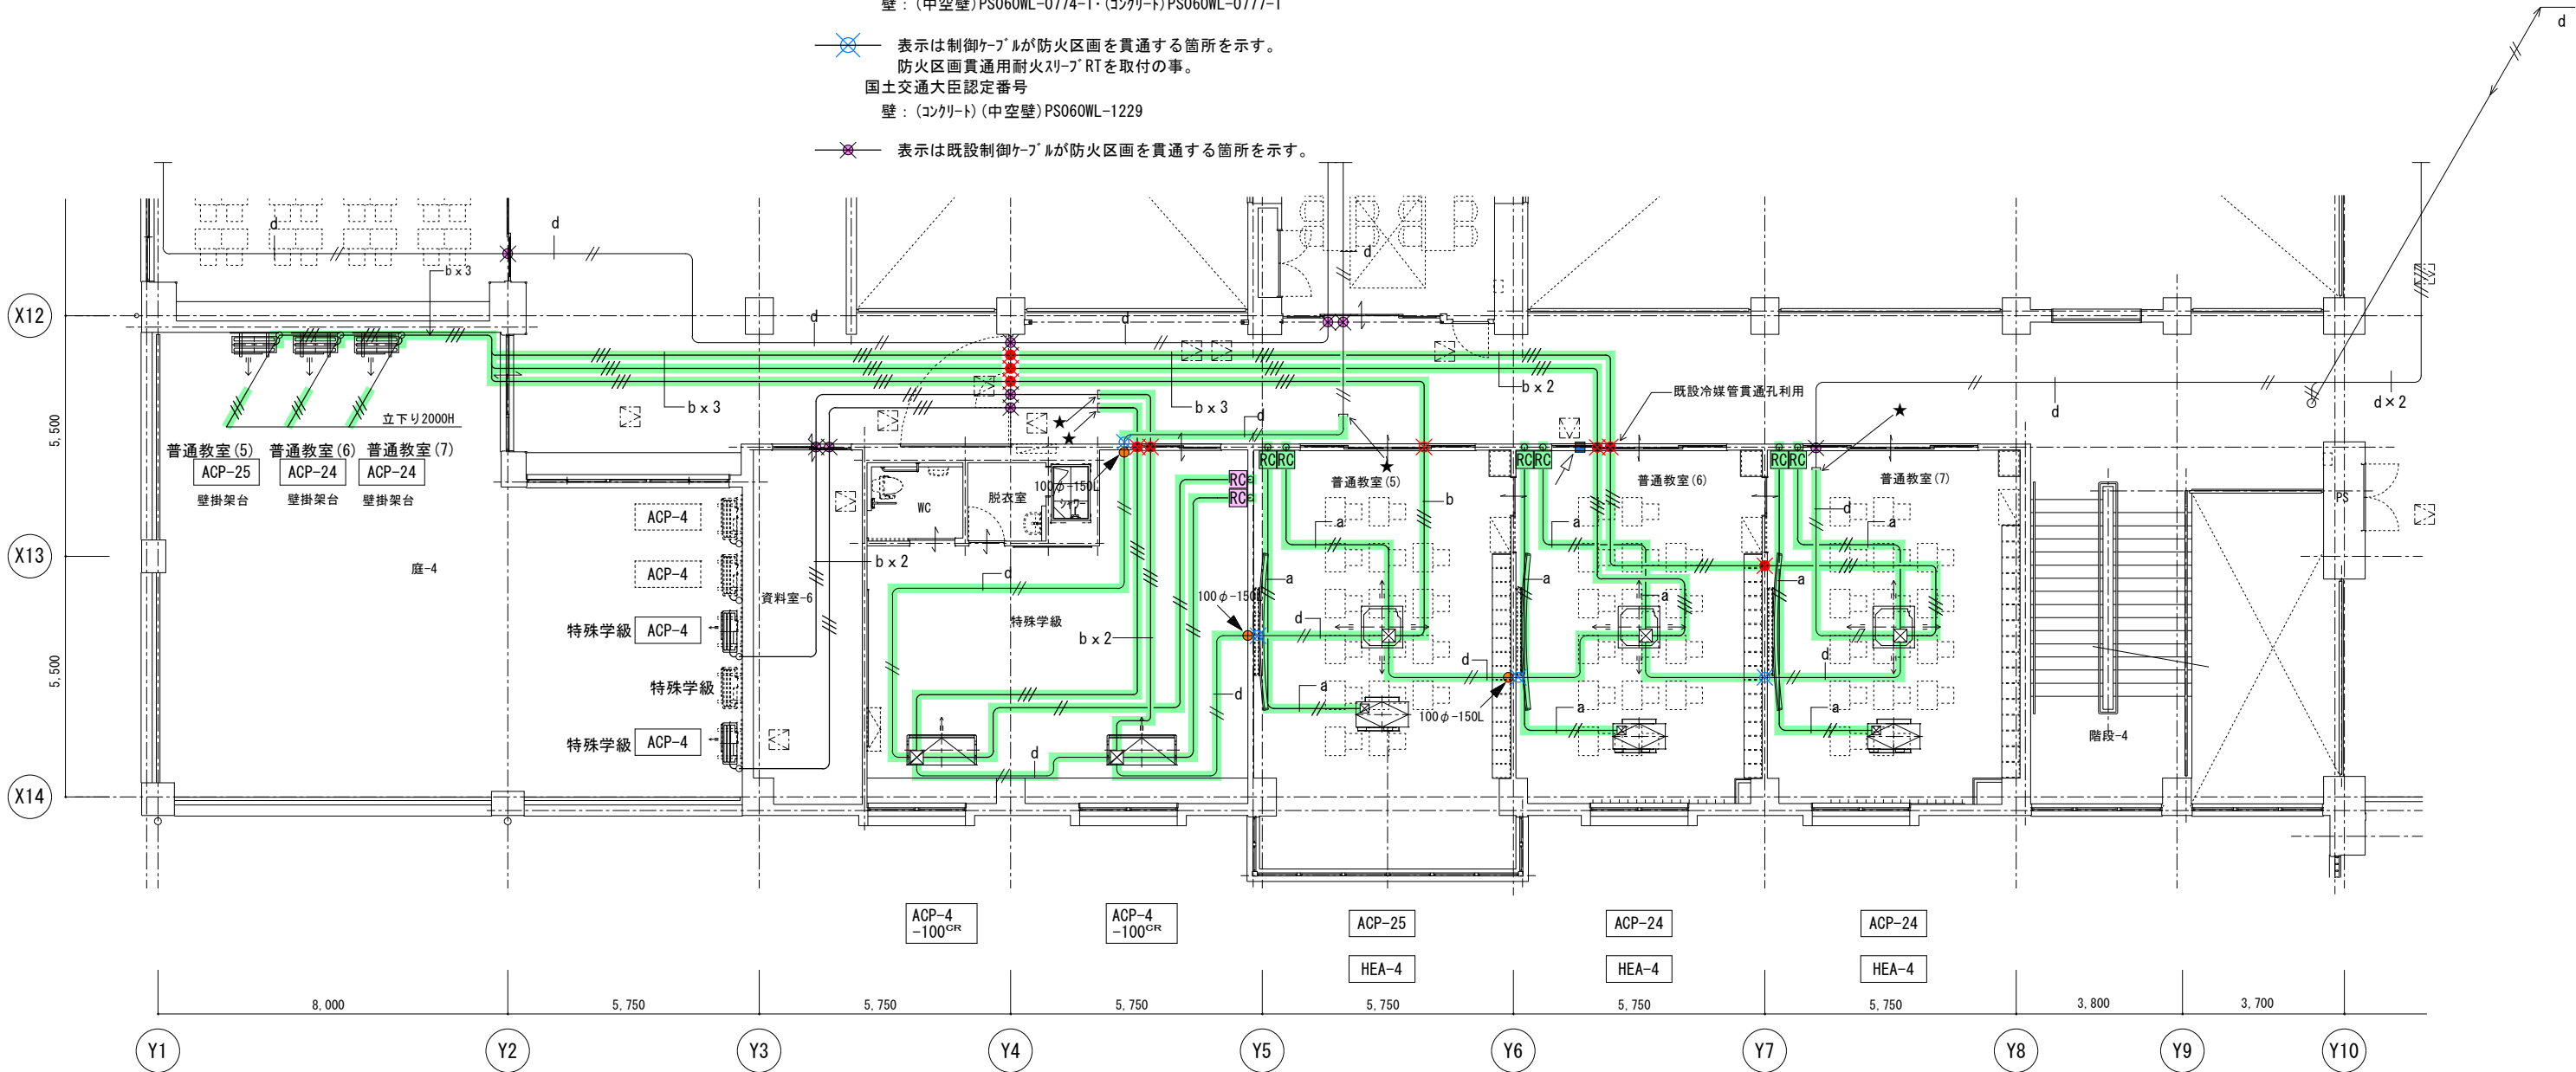 壁：(中空壁)PS060WL-0774-1・(ｺﾝｸﾘｰﾄ)PS060WL-0777-1
d
表示は制御ｹｰﾌﾞﾙが防火区画を貫通する箇所を示す。
防火区画貫通用耐火ｽﾘｰﾌﾞRTを取付の事。
国土交通大臣認定番号
壁：(ｺﾝｸﾘｰﾄ)(中空壁)PS060WL-1229
表示は既設制御ｹｰﾌﾞﾙが防火区画を貫通する箇所を示す。
d
d
d
b x 3
X12
d
d
b x 3
b x 3
b x 2
既設冷媒管貫通孔利用
d
d×2
5,500
立下り2000H
★
★
★
★
d
普通教室(5)
普通教室(6)
普通教室(7)
ACP-25
ACP-24
ACP-24
壁掛架台
壁掛架台
壁掛架台
100φ-150L
RC
RC
RC
RC
RC
RC
RC
RC
普通教室(5)
普通教室(6)
普通教室(7)
WC
脱衣室
ｼｬﾜｰ
b
PS
ACP-4
a
a
d
a
X13
庭-4
ACP-4
b x 2
d
a
a
a
a
資料室-6
100φ-150L
特殊学級
ACP-4
特殊学級
b x 2
d
5,500
特殊学級
d
a
d
100φ-150L
a
d
a
階段-4
特殊学級
ACP-4
d
X14
ACP-4
-100CR
ACP-4
-100CR
ACP-25
ACP-24
ACP-24
HEA-4
HEA-4
HEA-4
8,000
5,750
5,750
5,750
5,750
5,750
5,750
3,800
3,700
Y1
Y2
Y3
Y4
Y5
Y6
Y7
Y8
Y9
Y10